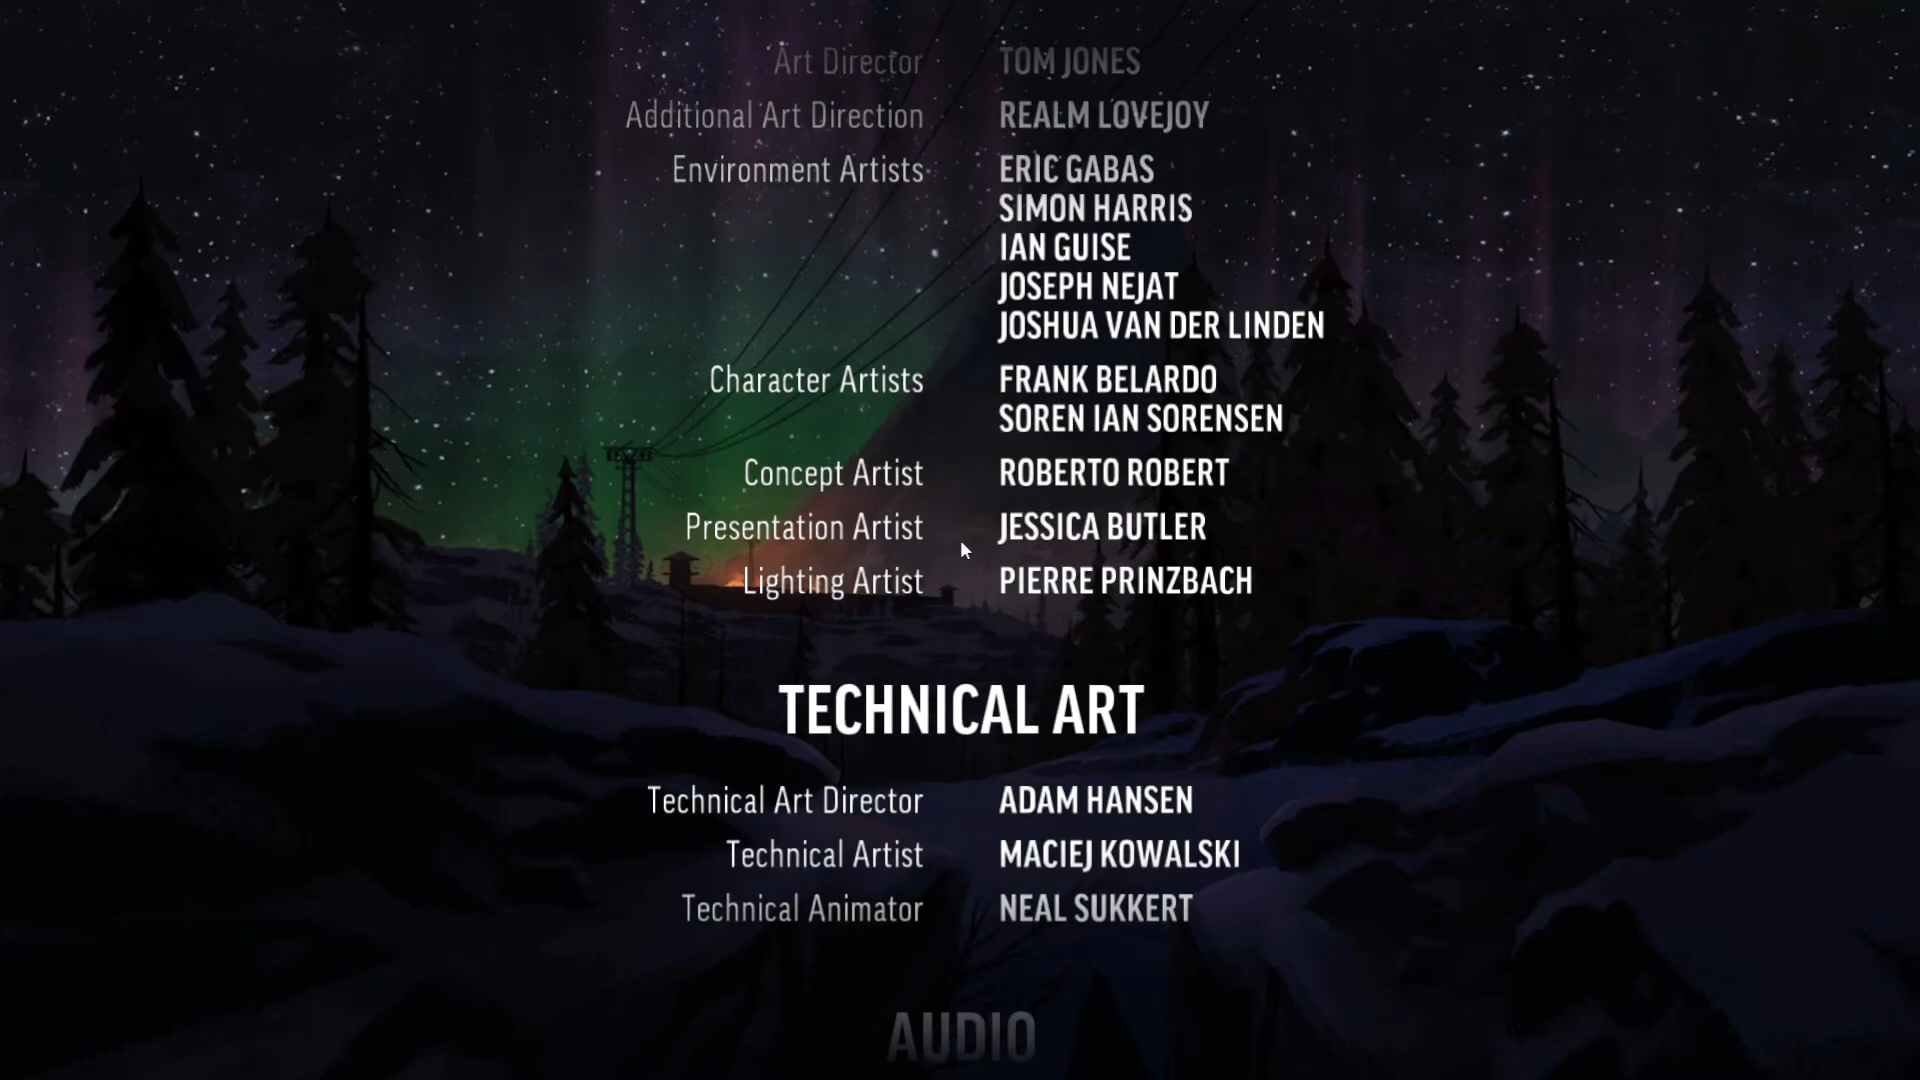 Art Director TOM JONES
Additional Art Direction REALM LOVEJOY
Environment Artists ERIC GABAS
SIMON HARRIS
IAN GUISE
JOSEPH NEJAT
JOSHUA VAN DER LINDEN
Character Artists FRANK BELARDO
SOREN IAN SORENSEN
Concept Artist ROBERTO ROBERT
Presentation Artist JESSICA BUTLER
Lighting Artist PIERRE PRINZBACH
TECHNICAL ART
Technical Art Director ADAM HANSEN
Technical Artist MACIEJ KOWALSKI
Technical Animator NEAL SUKKERT
AUDIO